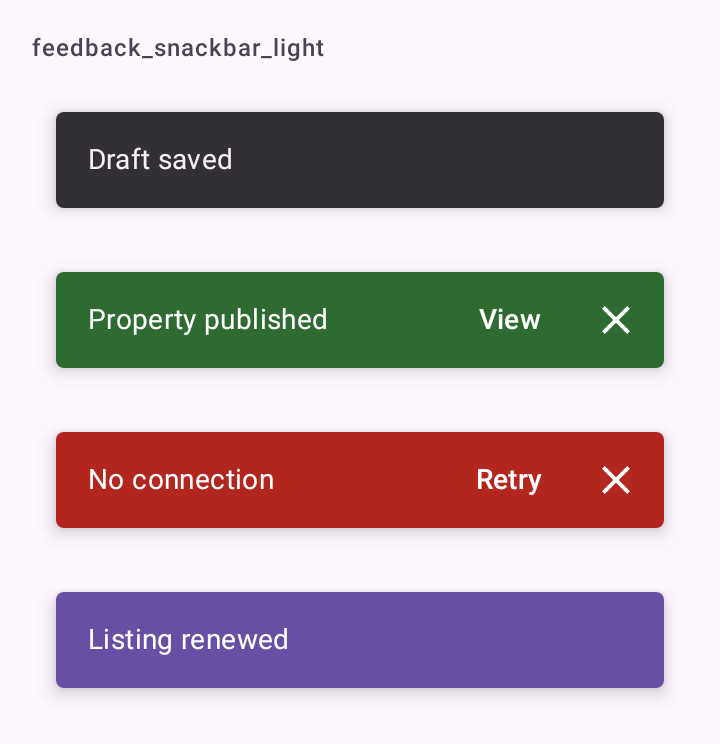 feedback_snackbar_light
Draft saved
Property published View
No connection Retry
Listing renewed